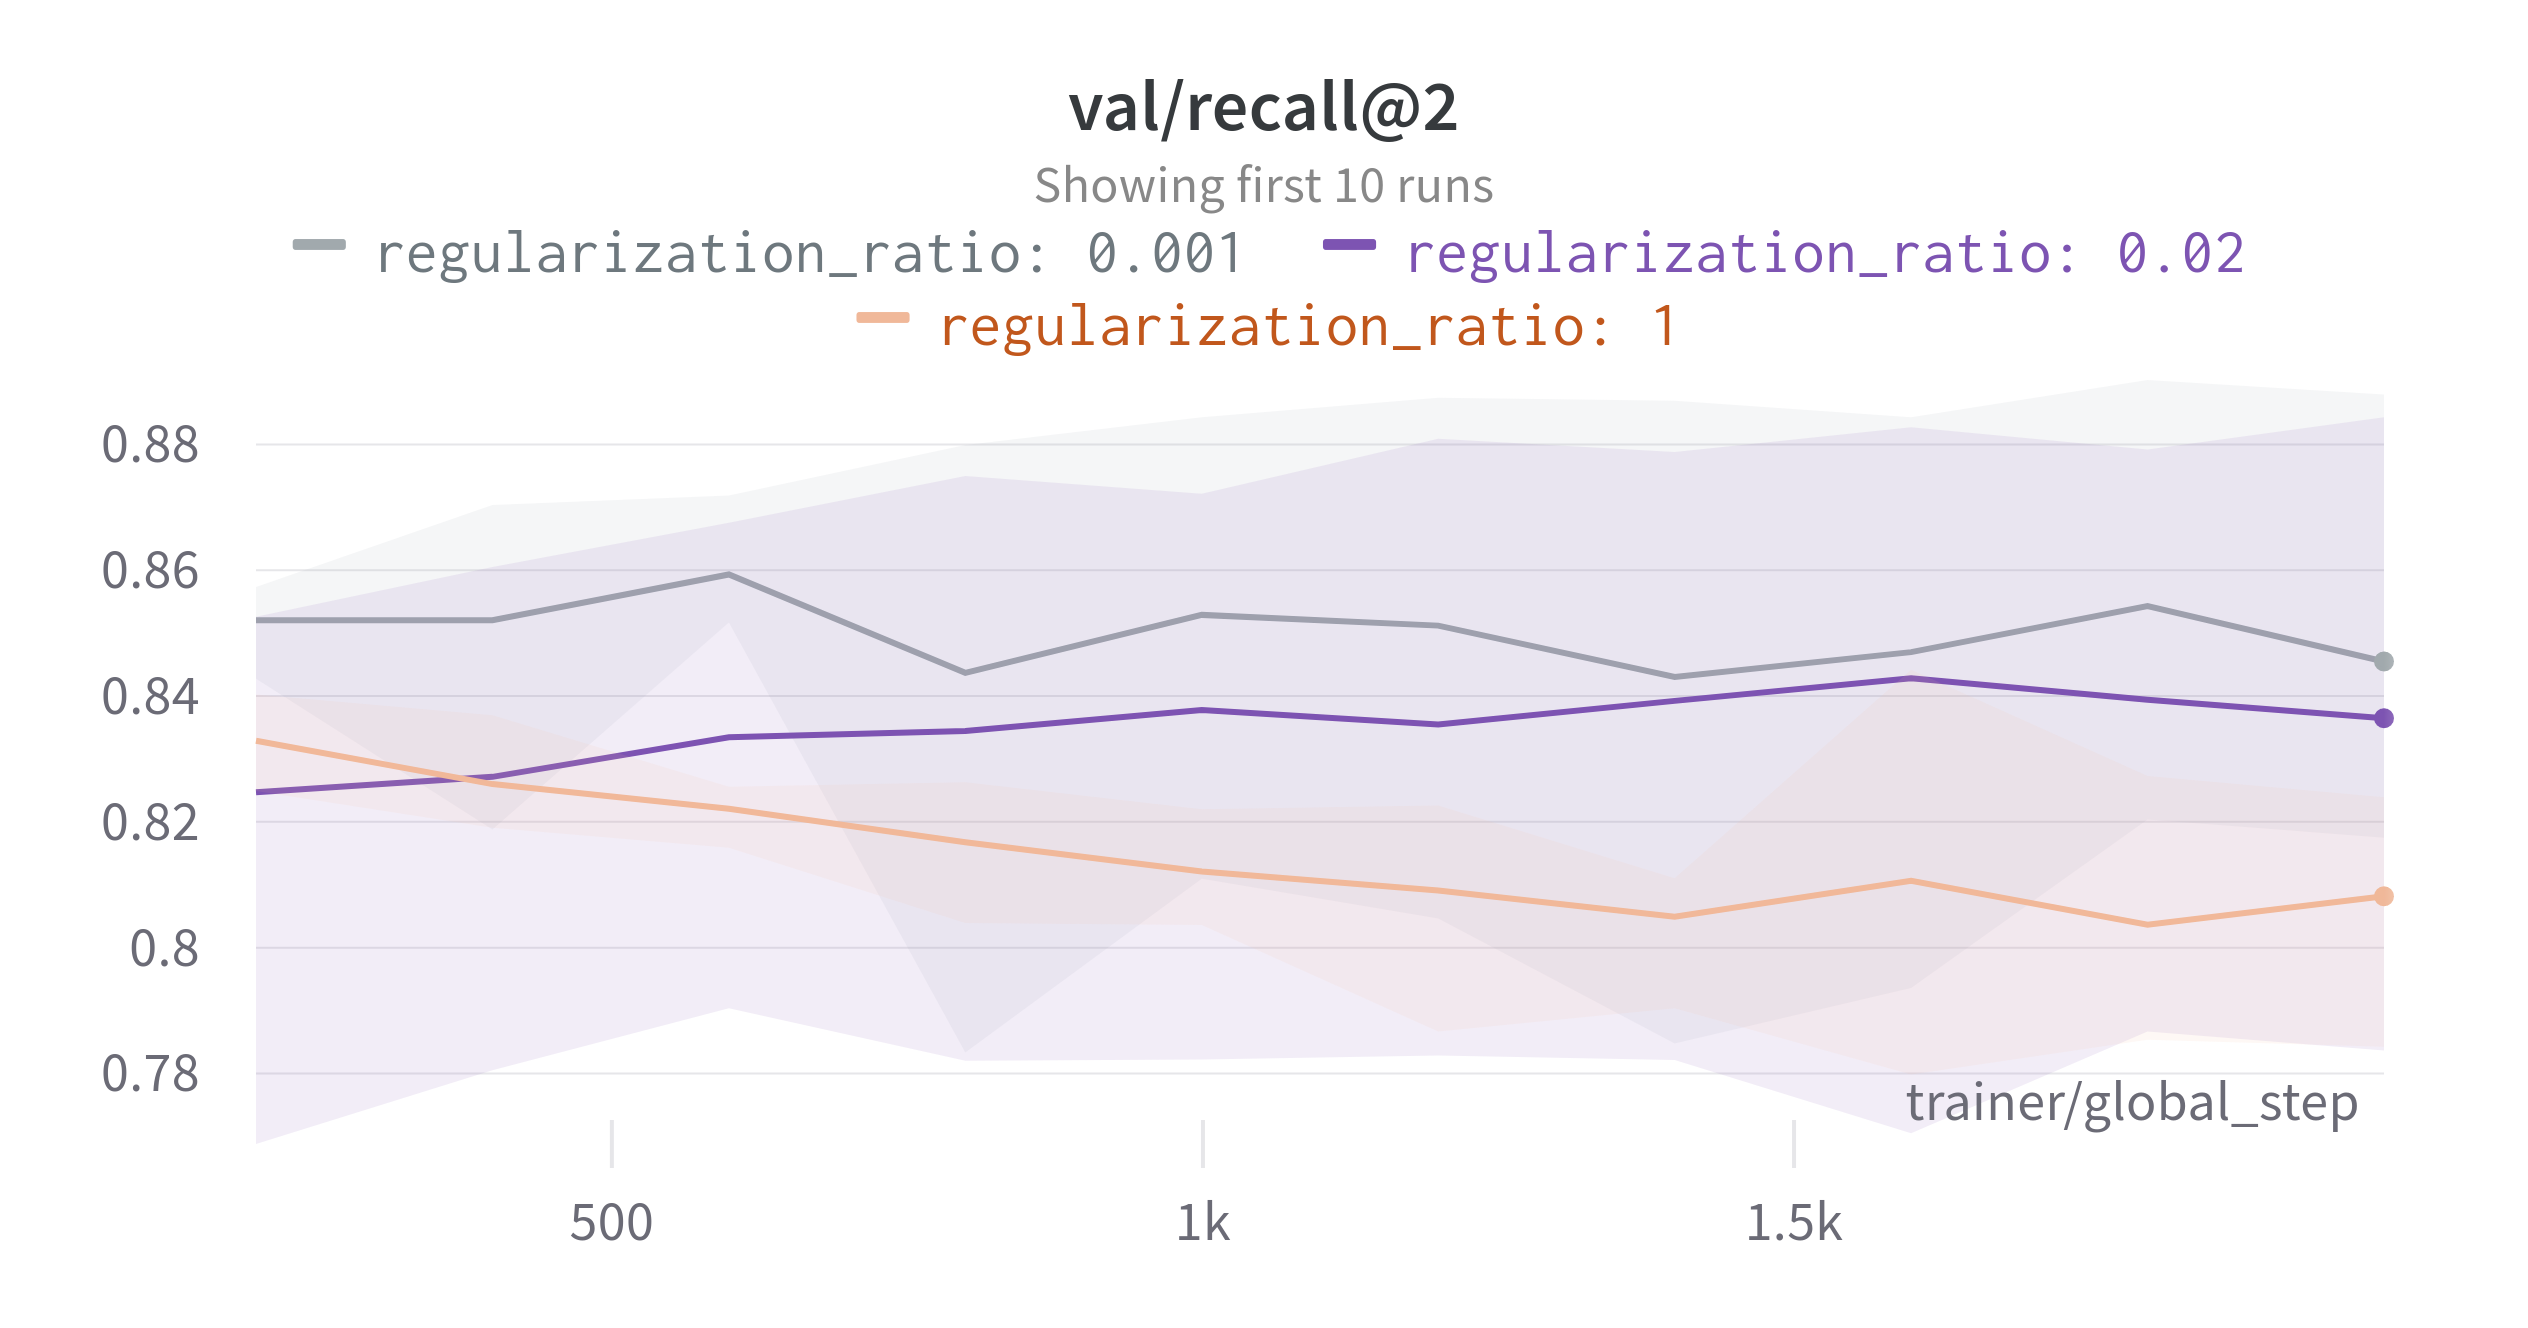 val/recall@2
Showing first 10 runs
regularization_ratio: 0.001 regularization_ratio: 0.02
regularization_ratio: 1
0.88
0.86
0.84
0.82
0.8
0.78
trainer/global_step
500 1k 1.5k